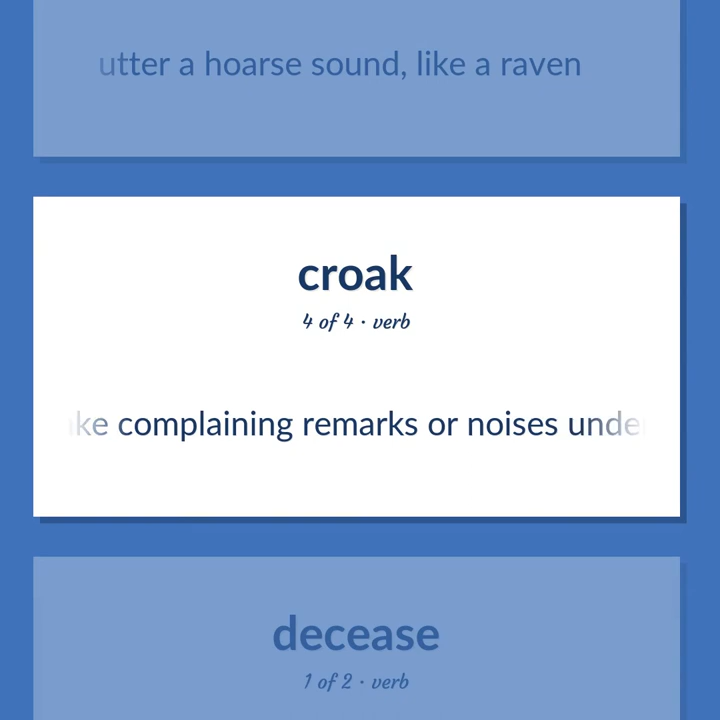 utter a hoarse sound, like a raven
croak
4 of 4 · verb
complaining remarks or noises
decease
1 of 2 · verb